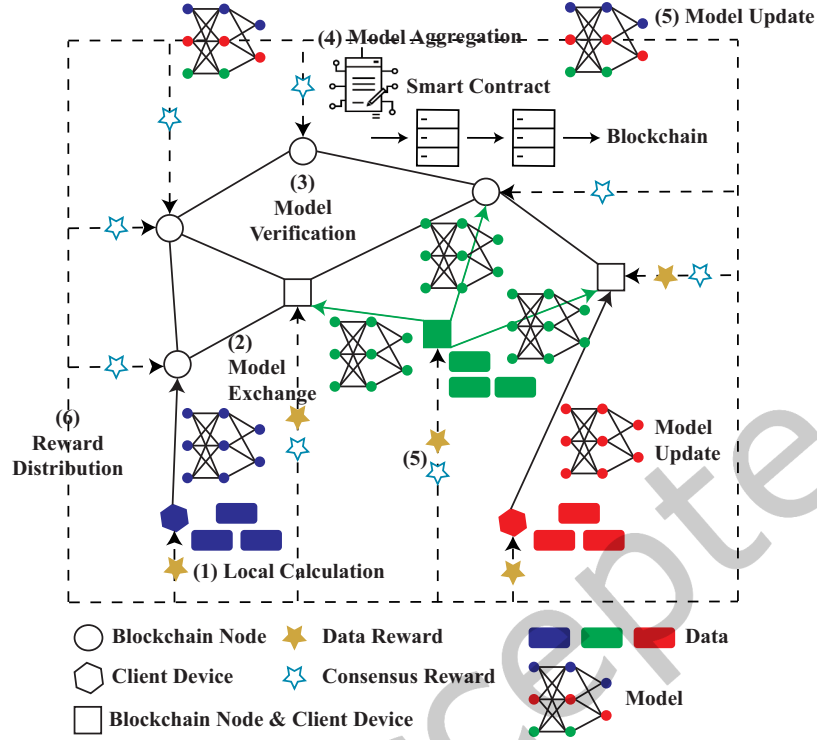 (4) Model Aggregation
(5) Model Update
Smart Contract
Blockchain
(3)
Model
Verification
(2)
Model
Exchange
(6)
Reward
Distribution
(5)
Model
Update
(1) Local Calculation
Blockchain Node
Data Reward
Data
Client Device
Consensus Reward
Model
Blockchain Node & Client Device
ccepte